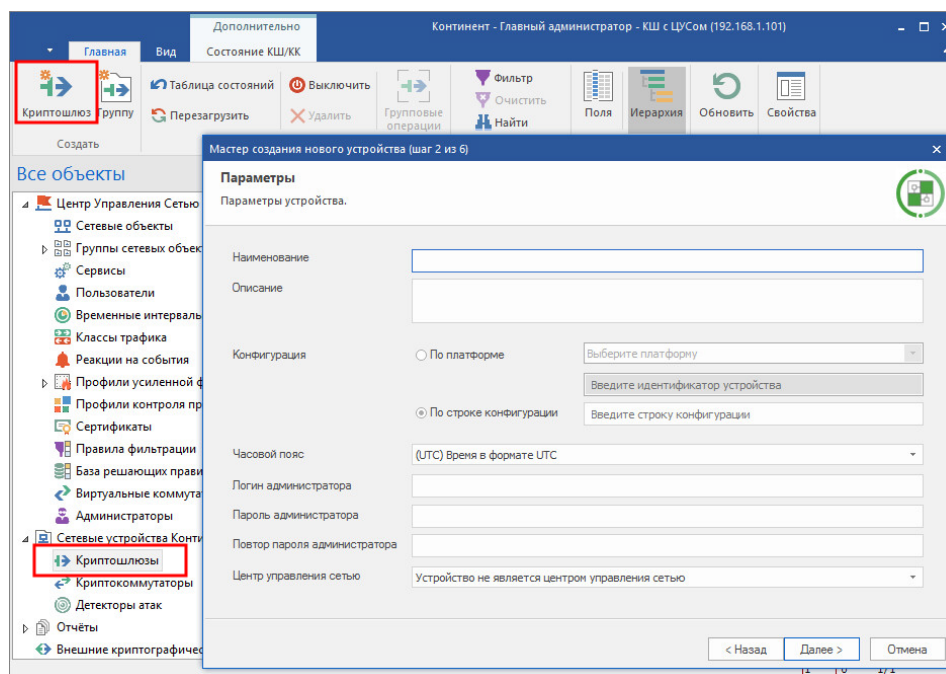 Дополнительно
Континент - Главный администратор - КШ с ЦУСом (192.168.1.101)
Главная Вид Состояние КШ/КК
Криптошлюз Группу
Создать
Таблица состояний
Перезагрузить
Выключить
Удалить
Групповые
операции
Фильтр
Очистить
Найти
Поля
Иерархия
Обновить
Свойства
Все объекты
Центр Управления Сетью
Сетевые объекты
Группы сетевых объек
Сервисы
Пользователи
Временные интерваль
Классы трафика
Реакции на события
Профили усиленной ф
Профили контроля пр
Сертификаты
Правила фильтрации
База решающих прави
Виртуальные коммута
Администраторы
Сетевые устройства Конти
Криптошлюзы
Криптокоммутаторы
Детекторы атак
Отчёты
Внешние криптографичес
Мастер создания нового устройства (шаг 2 из 6)
Параметры
Параметры устройства.
Наименование
Описание
Конфигурация По платформе Выберите платформу
Введите идентификатор устройства
По строке конфигурации Введите строку конфигурации
Часовой пояс (UTC) Время в формате UTC
Логин администратора
Пароль администратора
Повтор пароля администратора
Центр управления сетью Устройство не является центром управления сетью
< Назад Далее > Отмена